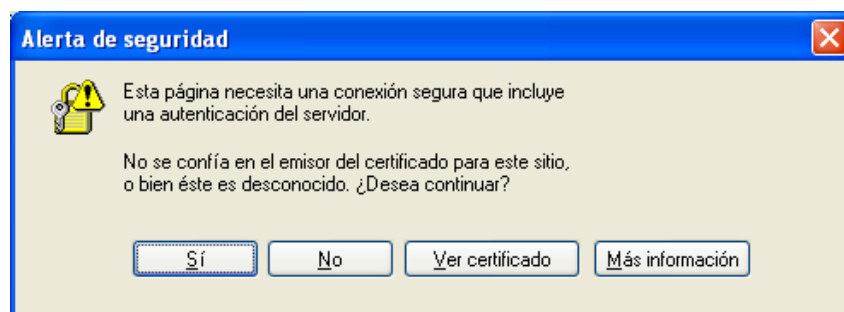 Alerta de seguridad
Esta página necesita una conexión segura que incluye
una autenticación del servidor.
No se confía en el emisor del certificado para este sitio,
o bien éste es desconocido. ¿Desea continuar?
Sí
No
Ver certificado
Más información